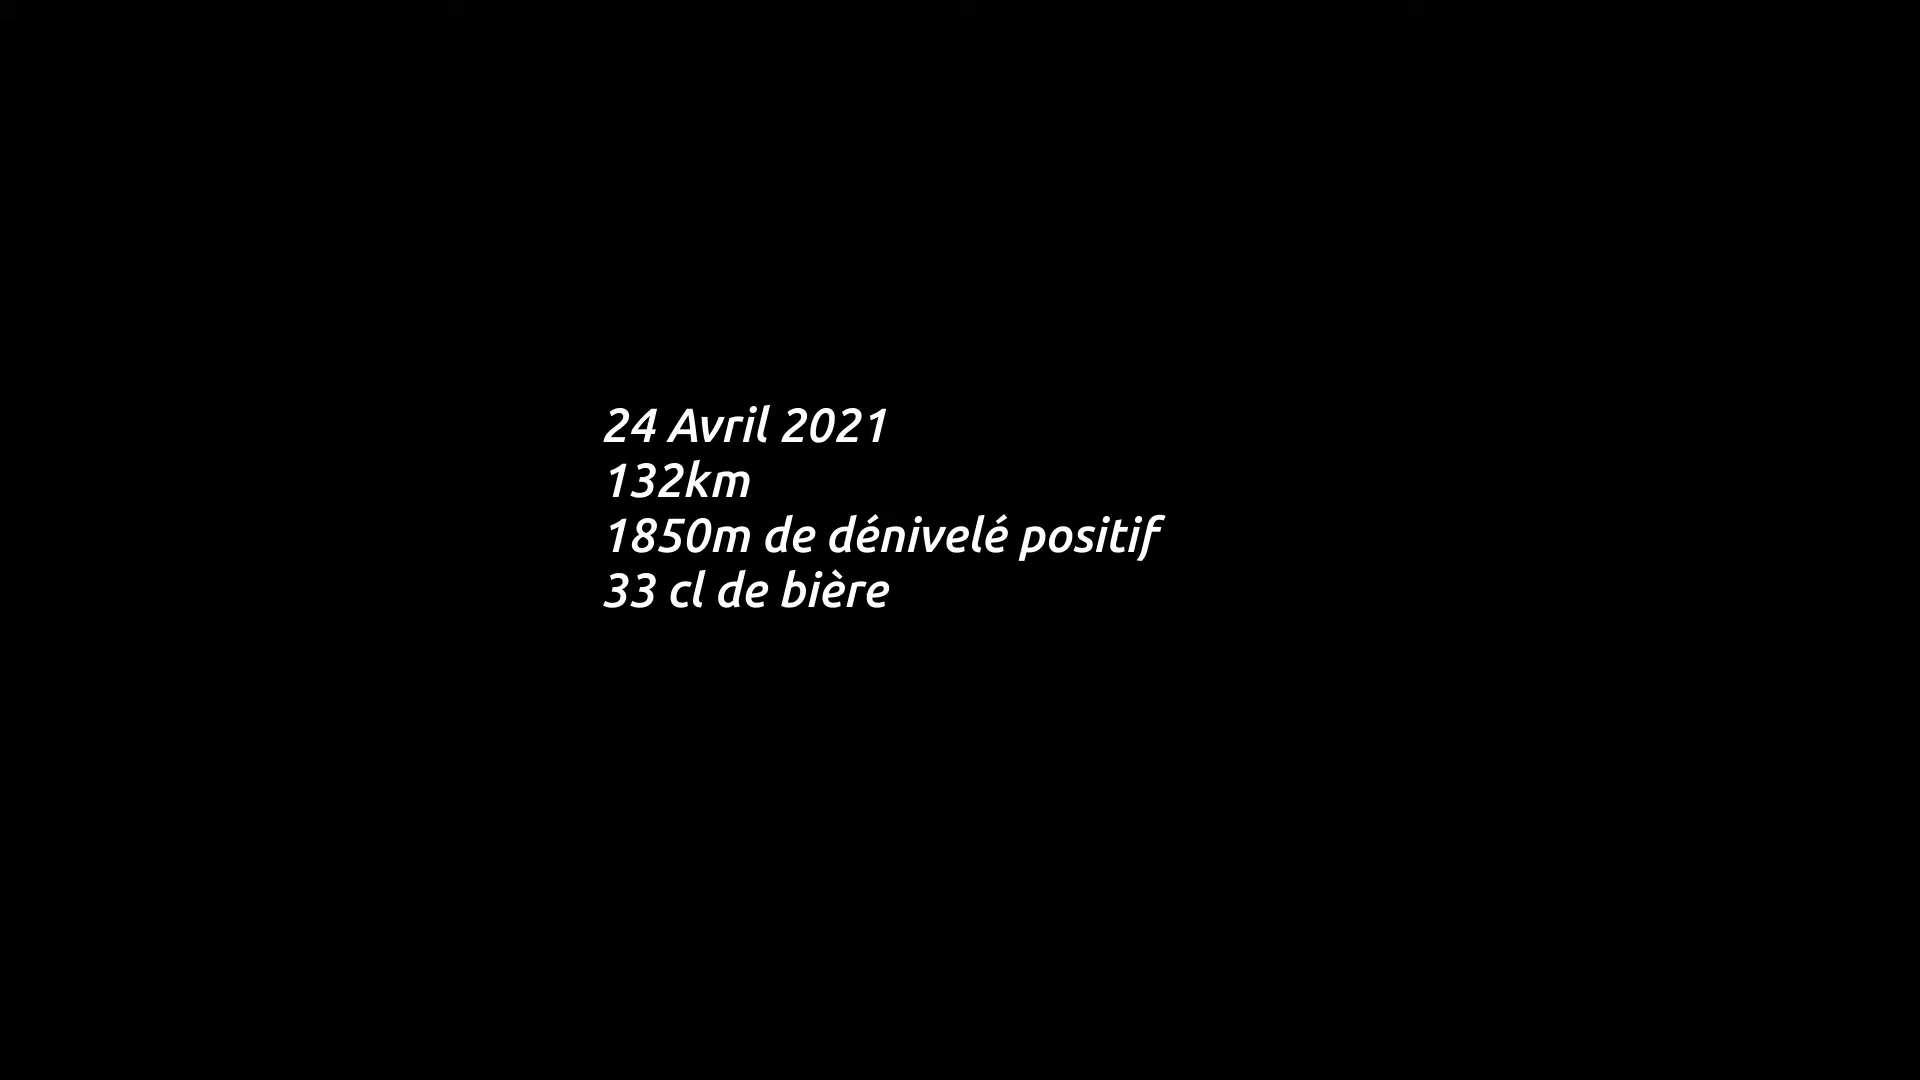 24 Avril 2021
132km
1850m de dénivelé positif
33 cl de bière